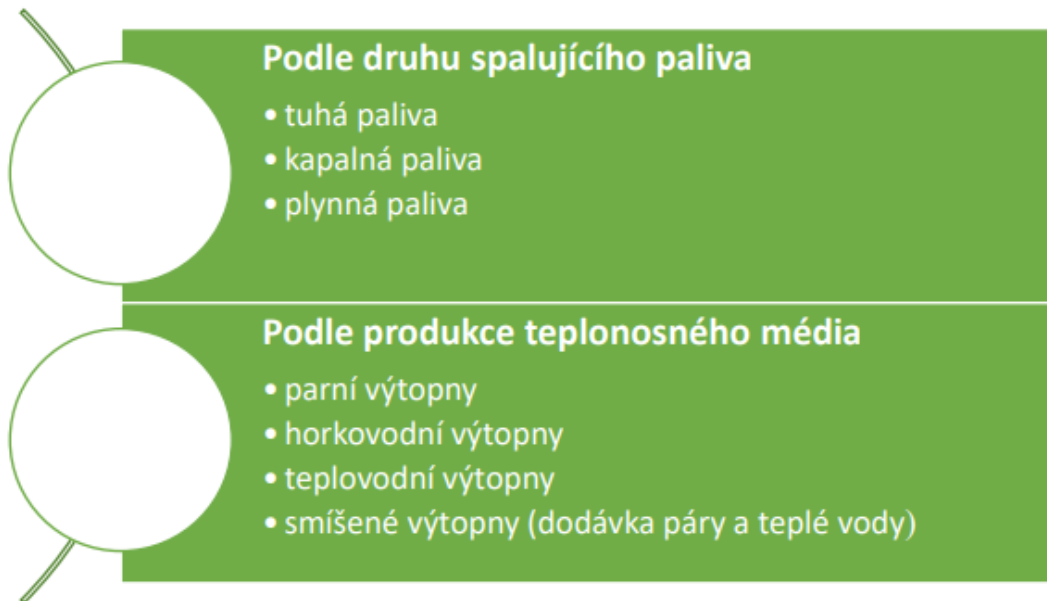 Podle druhu spalujícího paliva
• tuhá paliva
• kapalná paliva
• plynná paliva
Podle produkce teplonosného média
• parní výtopny
• horkovodní výtopny
• teplovodní výtopny
• smíšené výtopny (dodávka páry a teplé vody)